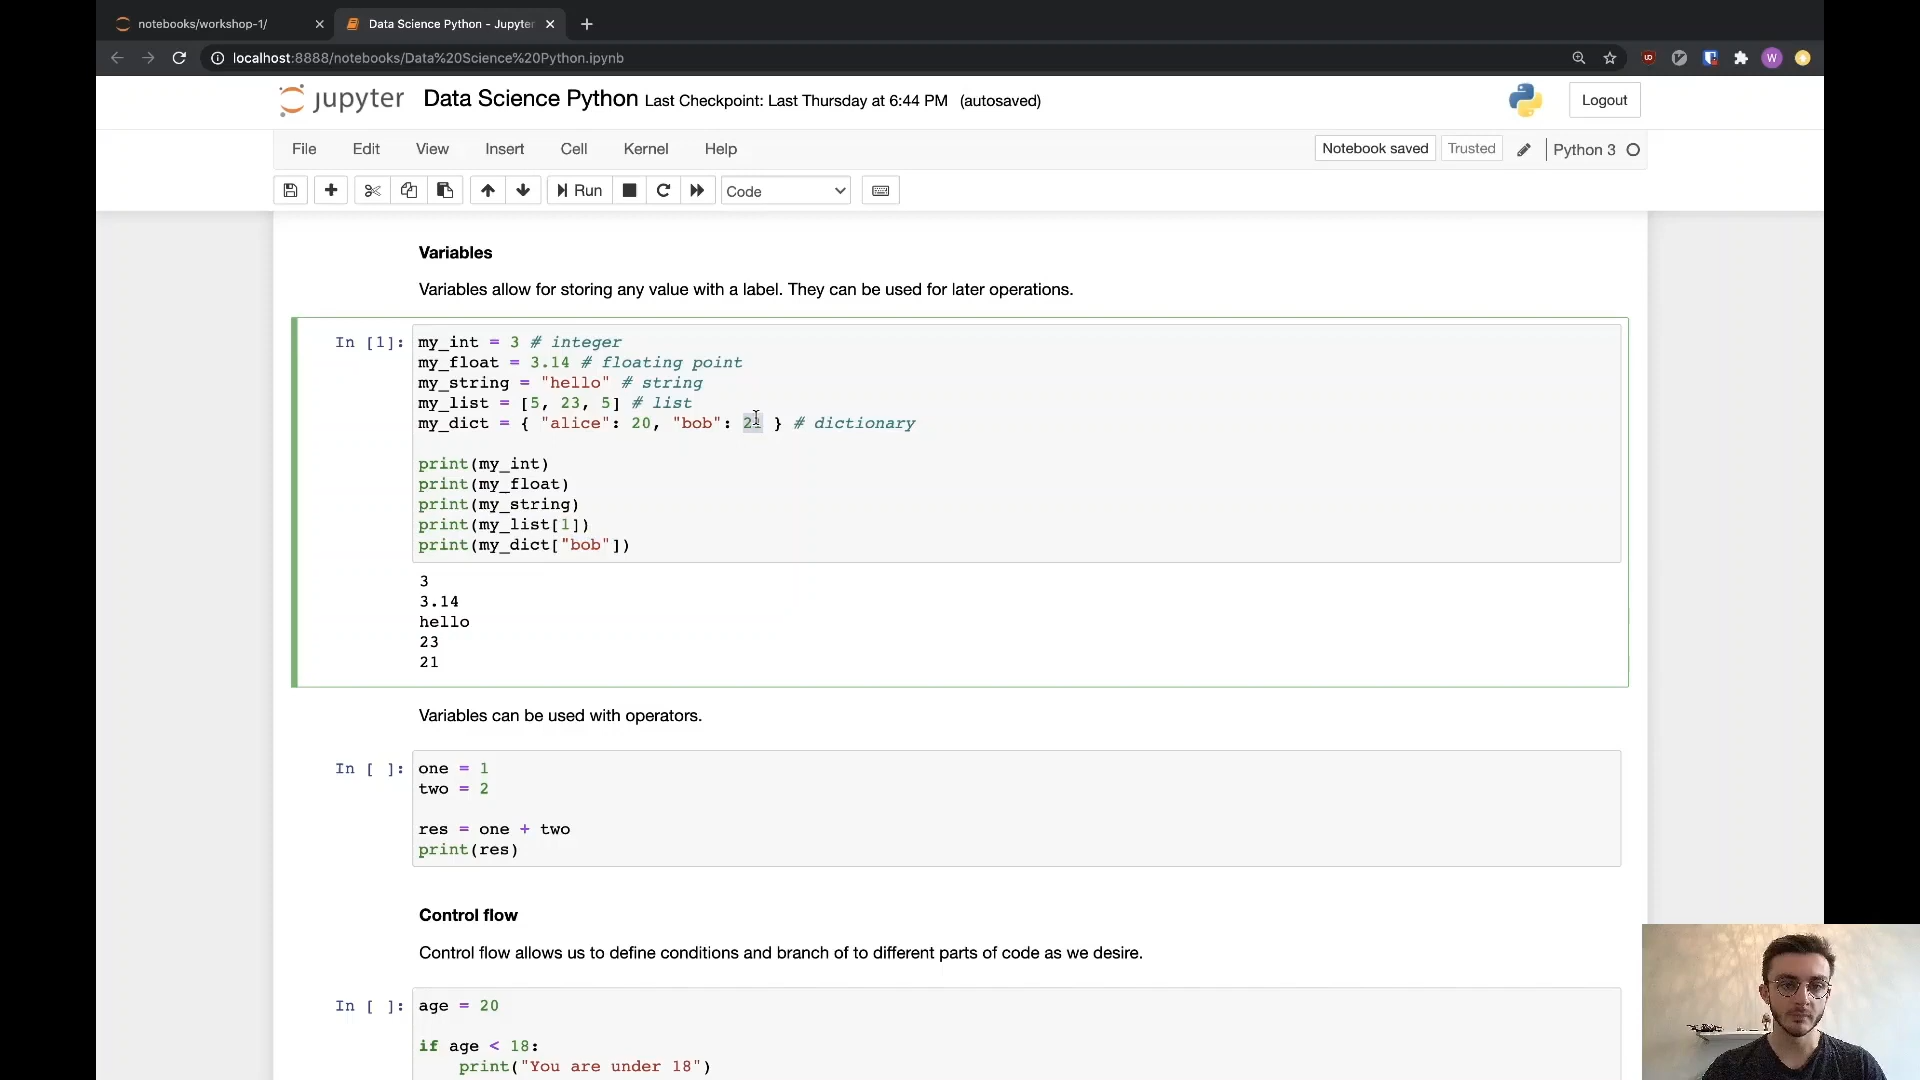 notebooks/workshop-1/
Data Science Python - Jupyter
localhost:8888/notebooks/Data%20Science%20Python.ipynb
W
jupyter Data Science Python Last Checkpoint: Last Thursday at 6:44 PM (autosaved)
Logout
File Edit View Insert Cell Kernel Help
Notebook saved Trusted Python 3
Run Code
Variables
Variables allow for storing any value with a label. They can be used for later operations.
In [1]: my_int = 3 # integer
my_float = 3.14 # floating point
my_string = "hello" # string
my_list = [5, 23, 5] # list
my_dict = { "alice": 20, "bob": 21 } # dictionary
print(my_int)
print(my_float)
print(my_string)
print(my_list[1])
print(my_dict["bob"])
3
3.14
hello
23
21
Variables can be used with operators.
In [ ]: one = 1
two = 2
res = one + two
print(res)
Control flow
Control flow allows us to define conditions and branch of to different parts of code as we desire.
In [ ]: age = 20
if age < 18:
print("You are under 18")